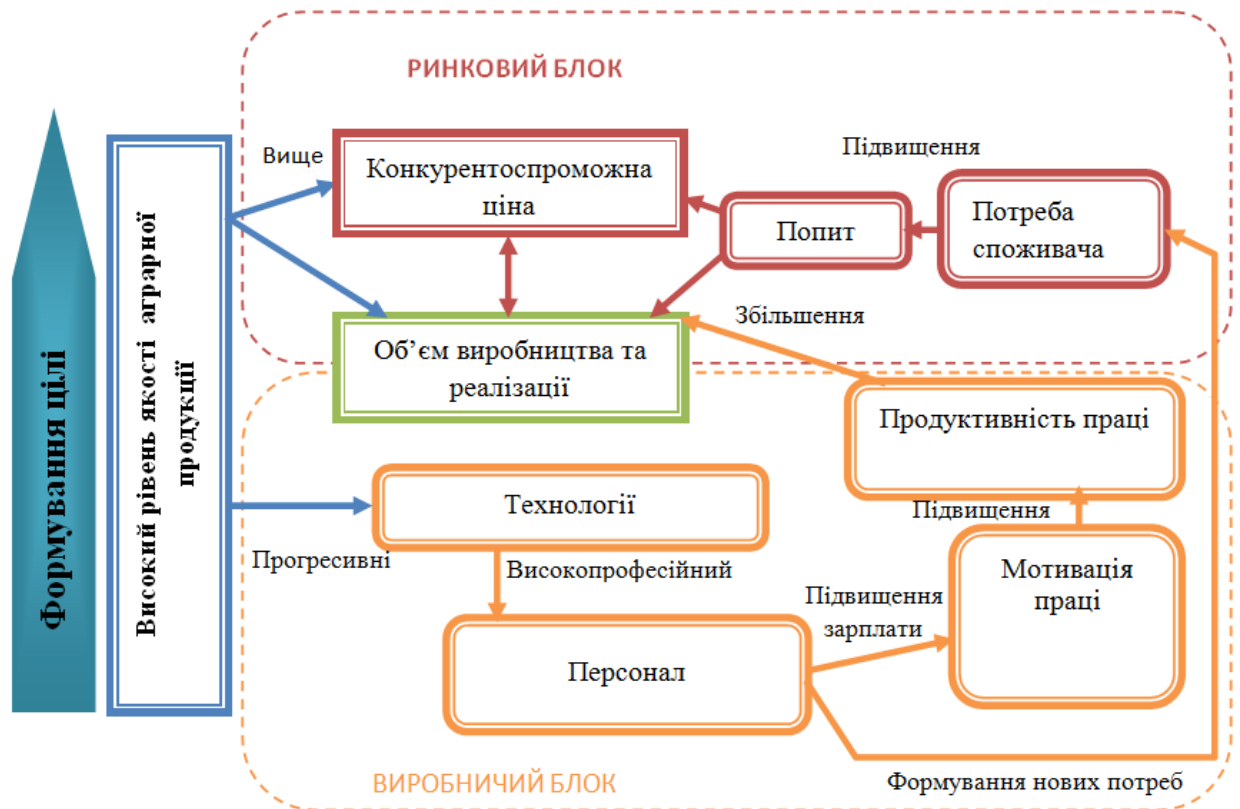 Формування цілі
Високий рівень якості аграрної
продукції
РИНКОВИЙ БЛОК
Вище
Конкурентоспроможна
ціна
Попит
Підвищення
Потреба
споживача
Об’єм виробництва та
реалізації
Збільшення
Продуктивність праці
Технології
Прогресивні
Високопрофесійний
Персонал
Підвищення
зарплати
Підвищення
Мотивація
праці
Формування нових потреб
ВИРОБНИЧИЙ БЛОК